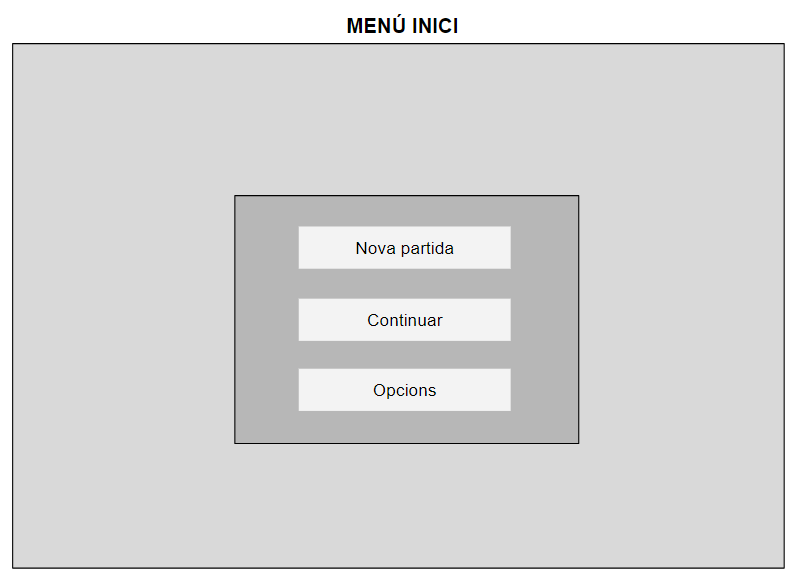 MENÚ INICI
Nova partida
Continuar
Opcions